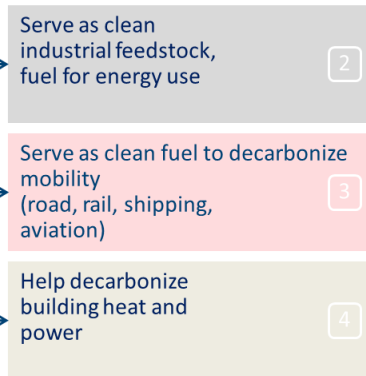 Serve as clean
industrial feedstock,
fuel for energy use
2
Serve as clean fuel to decarbonize
mobility
(road, rail, shipping,
aviation)
3
Help decarbonize
building heat and
power
4